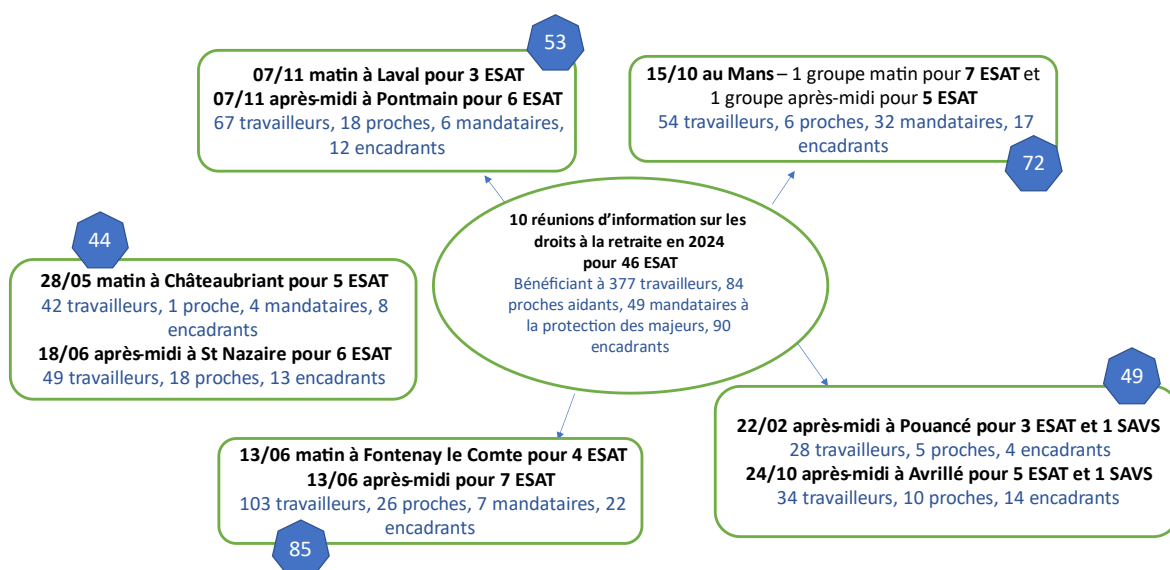 53
07/11 matin à Laval pour 3 ESAT
07/11 après-midi à Pontmain pour 6 ESAT
67 travailleurs, 18 proches, 6 mandataires,
12 encadrants
15/10 au Mans – 1 groupe matin pour 7 ESAT et
1 groupe après-midi pour 5 ESAT
54 travailleurs, 6 proches, 32 mandataires, 17
encadrants
72
10 réunions d’information sur les
droits à la retraite en 2024
pour 46 ESAT
Bénéficiant à 377 travailleurs, 84
proches aidants, 49 mandataires à
la protection des majeurs, 90
encadrants
44
28/05 matin à Châteaubriant pour 5 ESAT
42 travailleurs, 1 proche, 4 mandataires, 8
encadrants
18/06 après-midi à St Nazaire pour 6 ESAT
49 travailleurs, 18 proches, 13 encadrants
49
22/02 après-midi à Pouancé pour 3 ESAT et 1 SAVS
28 travailleurs, 5 proches, 4 encadrants
24/10 après-midi à Avrillé pour 5 ESAT et 1 SAVS
34 travailleurs, 10 proches, 14 encadrants
13/06 matin à Fontenay le Comte pour 4 ESAT
13/06 après-midi pour 7 ESAT
103 travailleurs, 26 proches, 7 mandataires, 22
encadrants
85